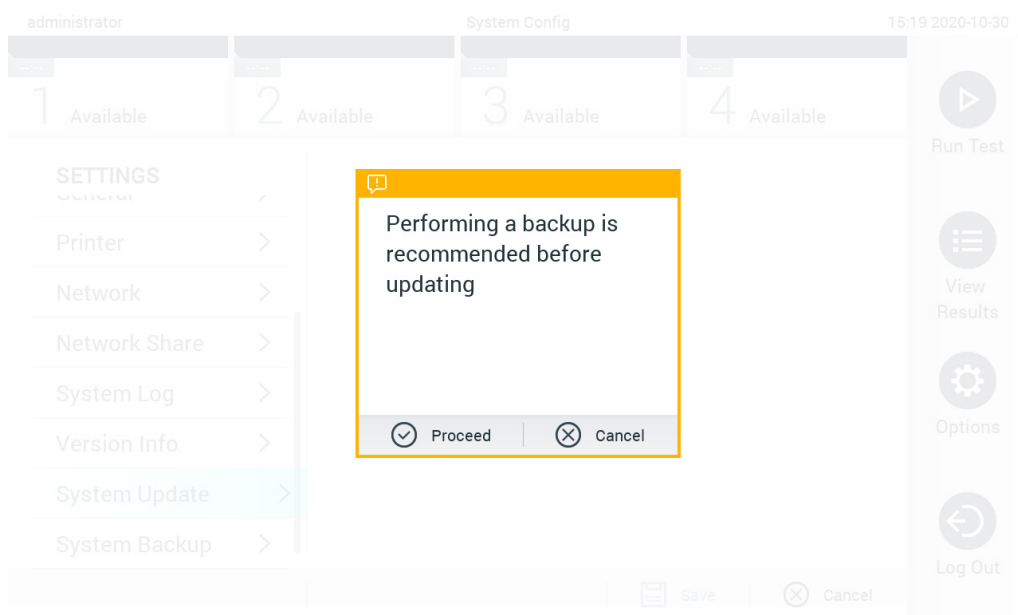 administrator
System Config
15:19 2020-10-30
--:--
--:--
--:--
--:--
1 Available
2 Available
3 Available
4 Available
Run Test
SETTINGS
General
Printer
Network
Network Share
System Log
Version Info
System Update
System Backup
Performing a backup is
recommended before
updating
Proceed
Cancel
View
Results
Options
Log Out
Save
Cancel